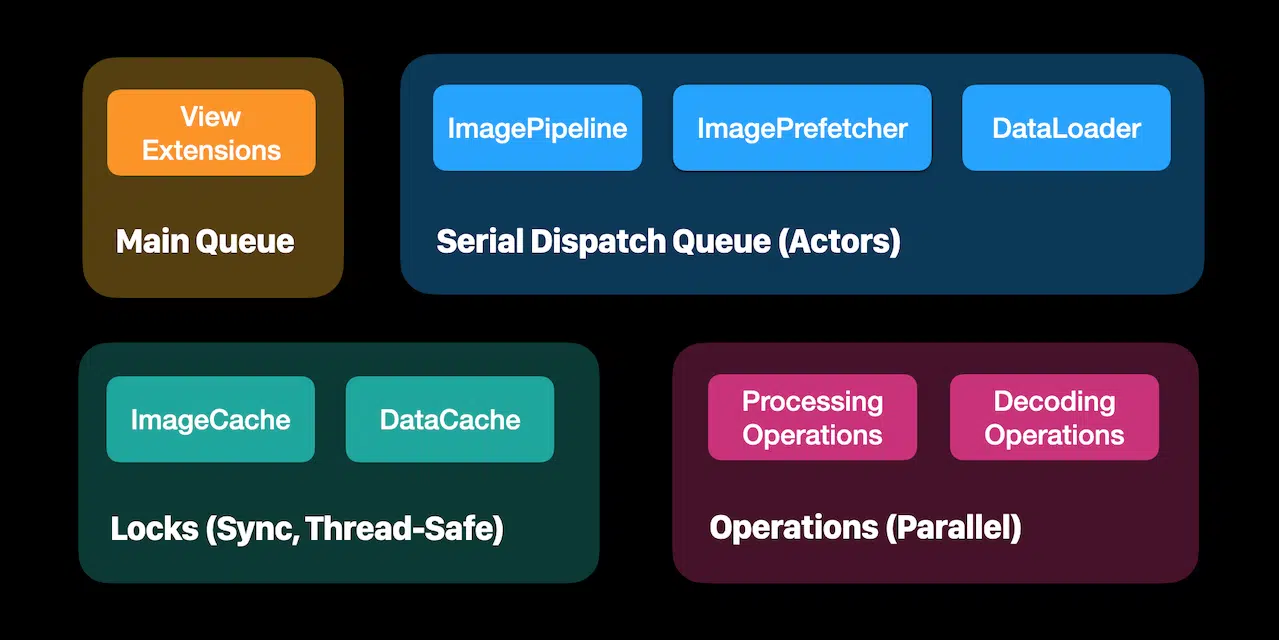 View
Extensions
Main Queue
ImagePipeline
ImagePrefetcher
DataLoader
Serial Dispatch Queue (Actors)
ImageCache
DataCache
Locks (Sync, Thread-Safe)
Processing
Operations
Decoding
Operations
Operations (Parallel)